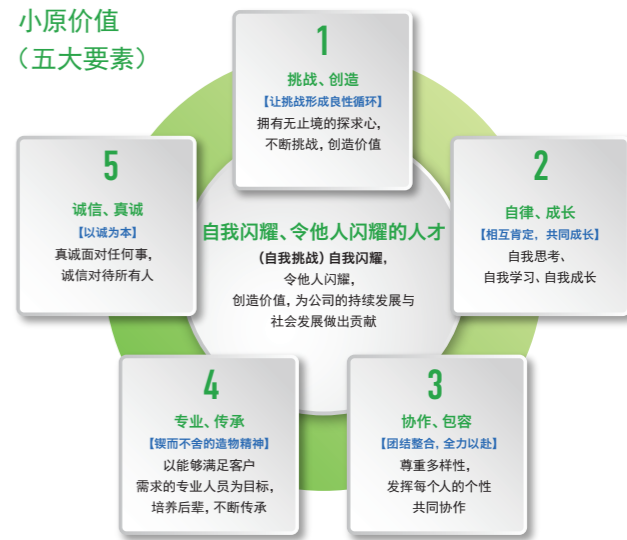 小原价值
（五大要素）
1
挑战、创造
【让挑战形成良性循环】
拥有无止境的探求心，
不断挑战，创造价值
2
自律、成长
【相互肯定，共同成长】
自我思考、
自我学习、自我成长
3
协作、包容
【团结整合，全力以赴】
尊重多样性，
发挥每个人的个性
共同协作
4
专业、传承
【锲而不舍的造物精神】
以能够满足客户
需求的专业人员为目标，
培养后辈，不断传承
5
诚信、真诚
【以诚为本】
真诚面对任何事，
诚信对待所有人
自我闪耀、令他人闪耀的人才
（自我挑战）自我闪耀，
令他人闪耀，
创造价值，为公司的持续发展与
社会发展做出贡献